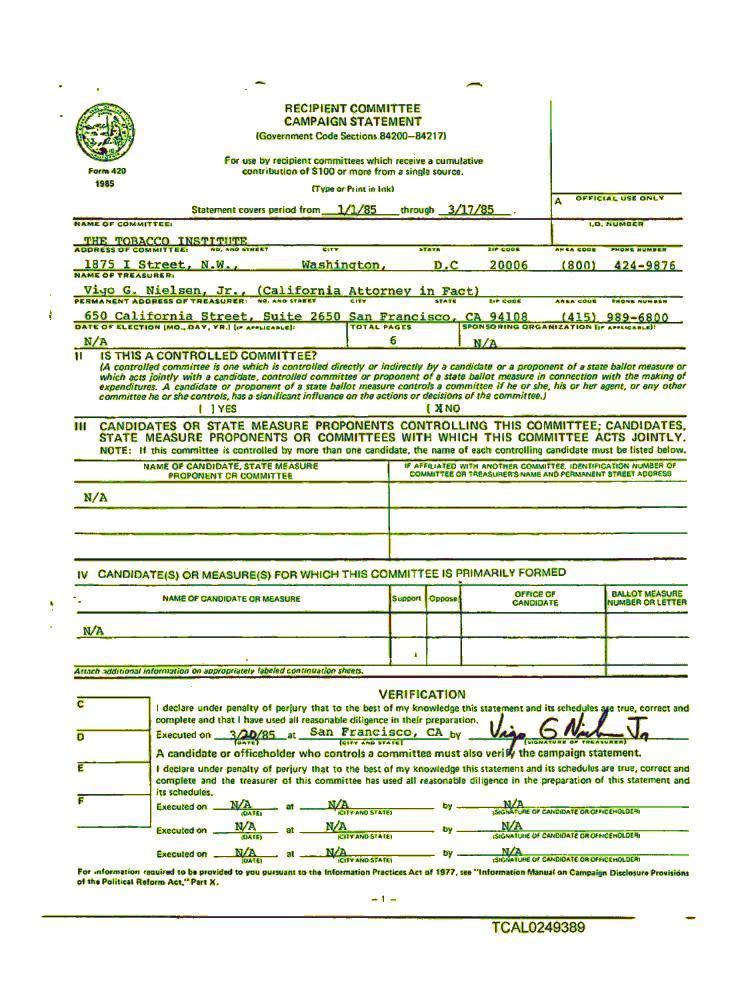 RECIPIENT COMMITTEE
CAMPAIGN STATEMENT
(Government Code Sections 84200–84217)
Form 420
1985
For use by recipient committees which receive a cumulative
contribution of $100 or more from a single source.
(Type or Print in Ink)
A OFFICIAL USE ONLY
Statement covers period from 1/1/85 through 3/17/85.
NAME OF COMMITTEE: I.D. NUMBER
THE TOBACCO INSTITUTE
ADDRESS OF COMMITTEE: NO. AND STREET CITY STATE ZIP CODE AREA CODE PHONE NUMBER
1875 I Street, N.W., Washington, D.C 20006 (800) 424-9876
NAME OF TREASURER:
Vigo G. Nielsen, Jr., (California Attorney in Fact)
PERMANENT ADDRESS OF TREASURER: NO. AND STREET CITY STATE ZIP CODE AREA CODE PHONE NUMBER
650 California Street, Suite 2650 San Francisco, CA 94108 (415) 989-6800
DATE OF ELECTION (MO., DAY, YR.) (IF APPLICABLE): TOTAL PAGES SPONSORING ORGANIZATION (IF APPLICABLE):
N/A 6 N/A
II IS THIS A CONTROLLED COMMITTEE?
(A controlled committee is one which is controlled directly or indirectly by a candidate or a proponent of a state ballot measure or
which acts jointly with a candidate, controlled committee or proponent of a state ballot measure in connection with the making of
expenditures. A candidate or proponent of a state ballot measure controls a committee if he or she, his or her agent, or any other
committee he or she controls, has a significant influence on the actions or decisions of the committee.)
[ ] YES [ X NO
III CANDIDATES OR STATE MEASURE PROPONENTS CONTROLLING THIS COMMITTEE; CANDIDATES,
STATE MEASURE PROPONENTS OR COMMITTEES WITH WHICH THIS COMMITTEE ACTS JOINTLY.
NOTE: If this committee is controlled by more than one candidate, the name of each controlling candidate must be listed below.
NAME OF CANDIDATE, STATE MEASURE
PROPONENT OR COMMITTEE
IF AFFILIATED WITH ANOTHER COMMITTEE, IDENTIFICATION NUMBER OF
COMMITTEE OR TREASURER'S NAME AND PERMANENT STREET ADDRESS
N/A
IV CANDIDATE(S) OR MEASURE(S) FOR WHICH THIS COMMITTEE IS PRIMARILY FORMED
NAME OF CANDIDATE OR MEASURE Support Oppose
OFFICE OF
CANDIDATE
BALLOT MEASURE
NUMBER OR LETTER
N/A
Attach additional information on appropriately labeled continuation sheets.
VERIFICATION
C
I declare under penalty of perjury that to the best of my knowledge this statement and its schedules are true, correct and
complete and that I have used all reasonable diligence in their preparation.
D
Executed on 3/20/85 at San Francisco, CA by Vigo G Nielsen Jr
(DATE) (CITY AND STATE) (SIGNATURE OF TREASURER)
A candidate or officeholder who controls a committee must also verify the campaign statement.
E
I declare under penalty of perjury that to the best of my knowledge this statement and its schedules are true, correct and
complete and the treasurer of this committee has used all reasonable diligence in the preparation of this statement and
its schedules.
F
Executed on N/A at N/A by N/A
(DATE) (CITY AND STATE) (SIGNATURE OF CANDIDATE OR OFFICEHOLDER)
Executed on N/A at N/A by N/A
(DATE) (CITY AND STATE) (SIGNATURE OF CANDIDATE OR OFFICEHOLDER)
Executed on N/A at N/A by N/A
(DATE) (CITY AND STATE) (SIGNATURE OF CANDIDATE OR OFFICEHOLDER)
For information required to be provided to you pursuant to the Information Practices Act of 1977, see "Information Manual on Campaign Disclosure Provisions
of the Political Reform Act," Part X.
– 1 –
TCAL0249389